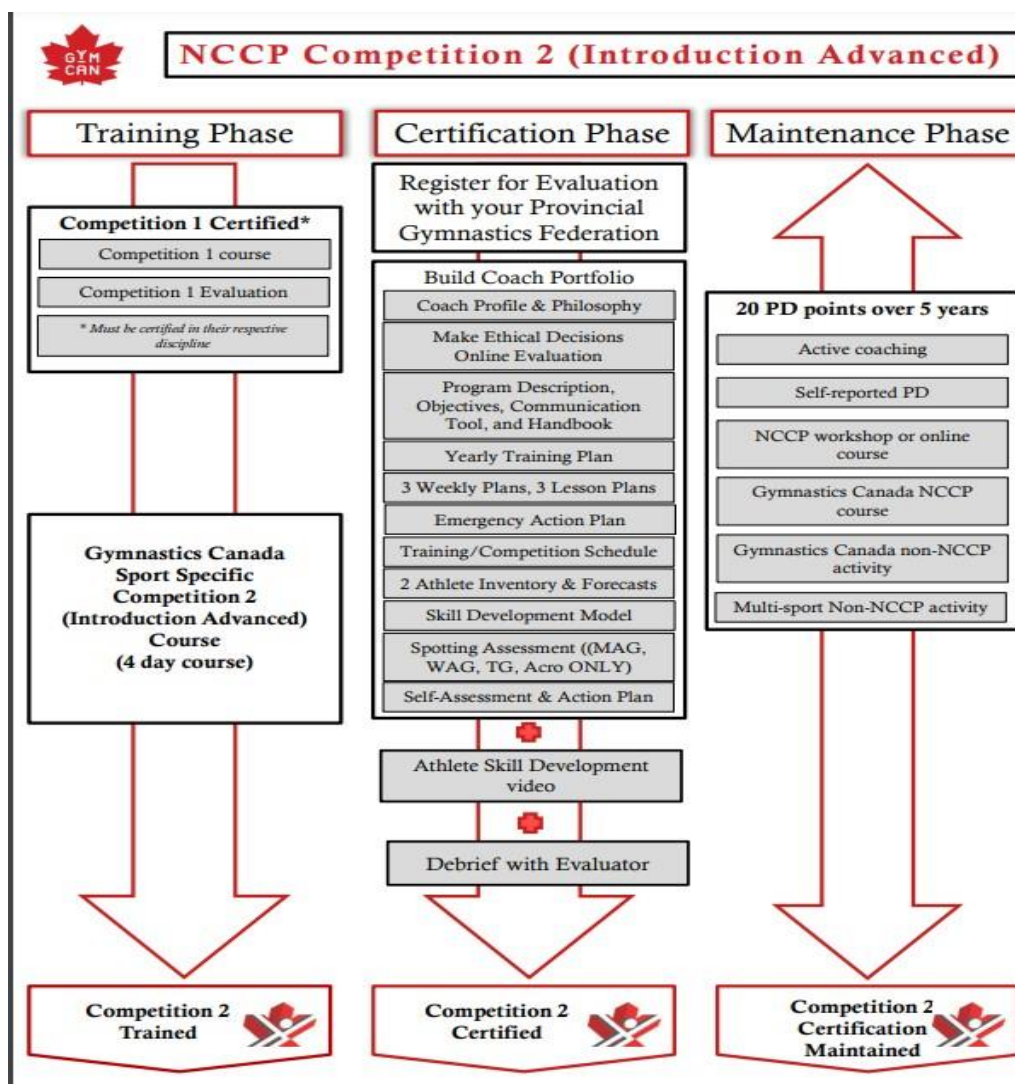 GYM
CAN
NCCP Competition 2 (Introduction Advanced)
Training Phase
Competition 1 Certified*
Competition 1 course
Competition 1 Evaluation
* Must be certified in their respective
discipline
Gymnastics Canada
Sport Specific
Competition 2
(Introduction Advanced)
Course
(4 day course)
Competition 2
Trained
Certification Phase
Register for Evaluation
with your Provincial
Gymnastics Federation
Build Coach Portfolio
Coach Profile & Philosophy
Make Ethical Decisions
Online Evaluation
Program Description,
Objectives, Communication
Tool, and Handbook
Yearly Training Plan
3 Weekly Plans, 3 Lesson Plans
Emergency Action Plan
Training/Competition Schedule
2 Athlete Inventory & Forecasts
Skill Development Model
Spotting Assessment ((MAG,
WAG, TG, Acro ONLY)
Self-Assessment & Action Plan
Athlete Skill Development
video
Debrief with Evaluator
Competition 2
Certified
Maintenance Phase
20 PD points over 5 years
Active coaching
Self-reported PD
NCCP workshop or online
course
Gymnastics Canada NCCP
course
Gymnastics Canada non-NCCP
activity
Multi-sport Non-NCCP activity
Competition 2
Certification
Maintained